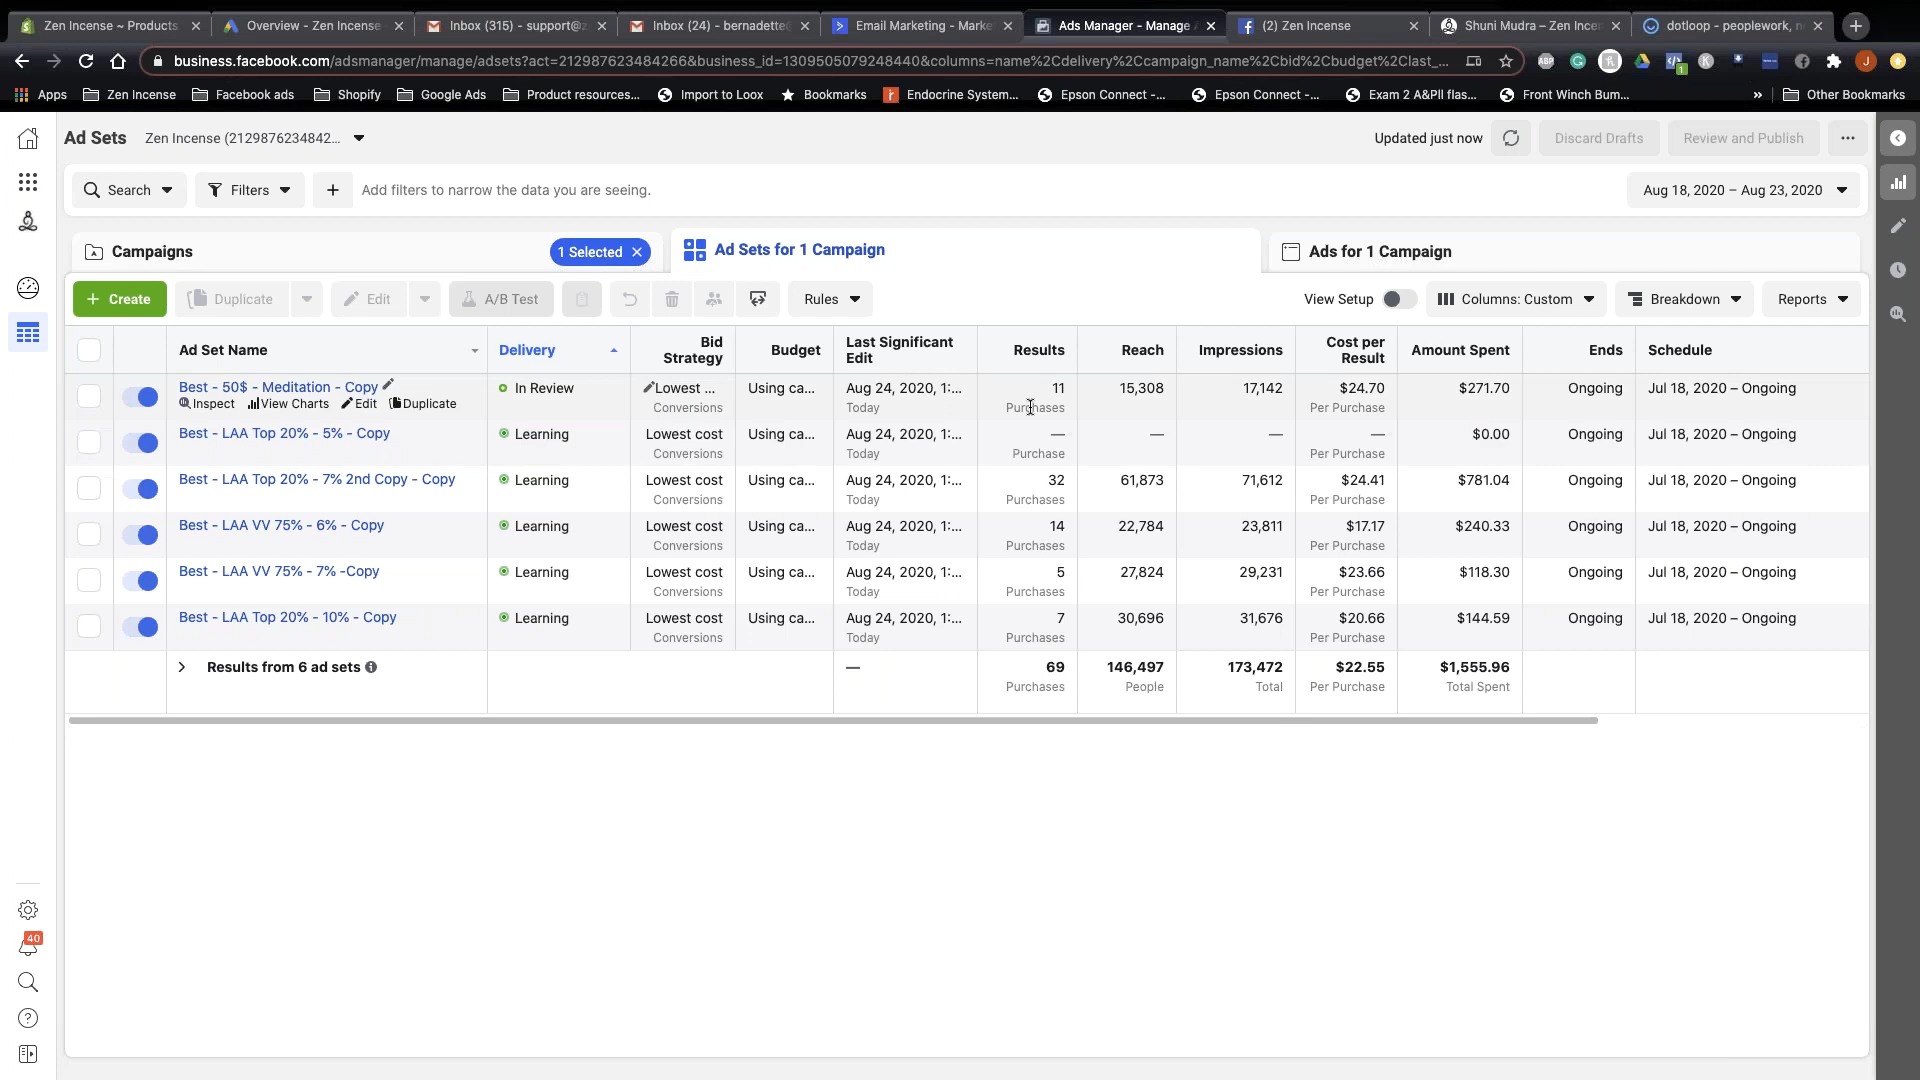 Zen Incense ~ Products
Overview - Zen Incense
Inbox (315) - support@z
Inbox (24) - bernadette
Email Marketing - Marke
Ads Manager - Manage A
(2) Zen Incense
Shuni Mudra – Zen Incen
dotloop - peoplework, n
business.facebook.com/adsmanager/manage/adsets?act=212987623484266&business_id=1309505079248440&columns=name%2Cdelivery%2Ccampaign_name%2Cbid%2Cbudget%2Clast_...
ABP
1
K
J
Apps
Zen Incense
Facebook ads
Shopify
Google Ads
Product resources...
Import to Loox
Bookmarks
Endocrine System...
Epson Connect -...
Epson Connect -...
Exam 2 A&PII flas...
Front Winch Bum...
»
Other Bookmarks
Ad Sets
Zen Incense (2129876234842...
Updated just now
Discard Drafts
Review and Publish
Search
Filters
Add filters to narrow the data you are seeing.
Aug 18, 2020 – Aug 23, 2020
Campaigns
1 Selected
Ad Sets for 1 Campaign
Ads for 1 Campaign
+ Create
Duplicate
Edit
A/B Test
Rules
View Setup
Columns: Custom
Breakdown
Reports
Ad Set Name
Delivery
Bid
Strategy
Budget
Last Significant
Edit
Results
Reach
Impressions
Cost per
Result
Amount Spent
Ends
Schedule
Best - 50$ - Meditation - Copy
Inspect View Charts Edit Duplicate
In Review
Lowest ...
Conversions
Using ca...
Aug 24, 2020, 1:...
Today
11
Purchases
15,308
17,142
$24.70
Per Purchase
$271.70
Ongoing
Jul 18, 2020 – Ongoing
Best - LAA Top 20% - 5% - Copy
Learning
Lowest cost
Conversions
Using ca...
Aug 24, 2020, 1:...
Today
—
Purchase
—
—
—
Per Purchase
$0.00
Ongoing
Jul 18, 2020 – Ongoing
Best - LAA Top 20% - 7% 2nd Copy - Copy
Learning
Lowest cost
Conversions
Using ca...
Aug 24, 2020, 1:...
Today
32
Purchases
61,873
71,612
$24.41
Per Purchase
$781.04
Ongoing
Jul 18, 2020 – Ongoing
Best - LAA VV 75% - 6% - Copy
Learning
Lowest cost
Conversions
Using ca...
Aug 24, 2020, 1:...
Today
14
Purchases
22,784
23,811
$17.17
Per Purchase
$240.33
Ongoing
Jul 18, 2020 – Ongoing
Best - LAA VV 75% - 7% -Copy
Learning
Lowest cost
Conversions
Using ca...
Aug 24, 2020, 1:...
Today
5
Purchases
27,824
29,231
$23.66
Per Purchase
$118.30
Ongoing
Jul 18, 2020 – Ongoing
Best - LAA Top 20% - 10% - Copy
Learning
Lowest cost
Conversions
Using ca...
Aug 24, 2020, 1:...
Today
7
Purchases
30,696
31,676
$20.66
Per Purchase
$144.59
Ongoing
Jul 18, 2020 – Ongoing
Results from 6 ad sets
—
69
Purchases
146,497
People
173,472
Total
$22.55
Per Purchase
$1,555.96
Total Spent
40